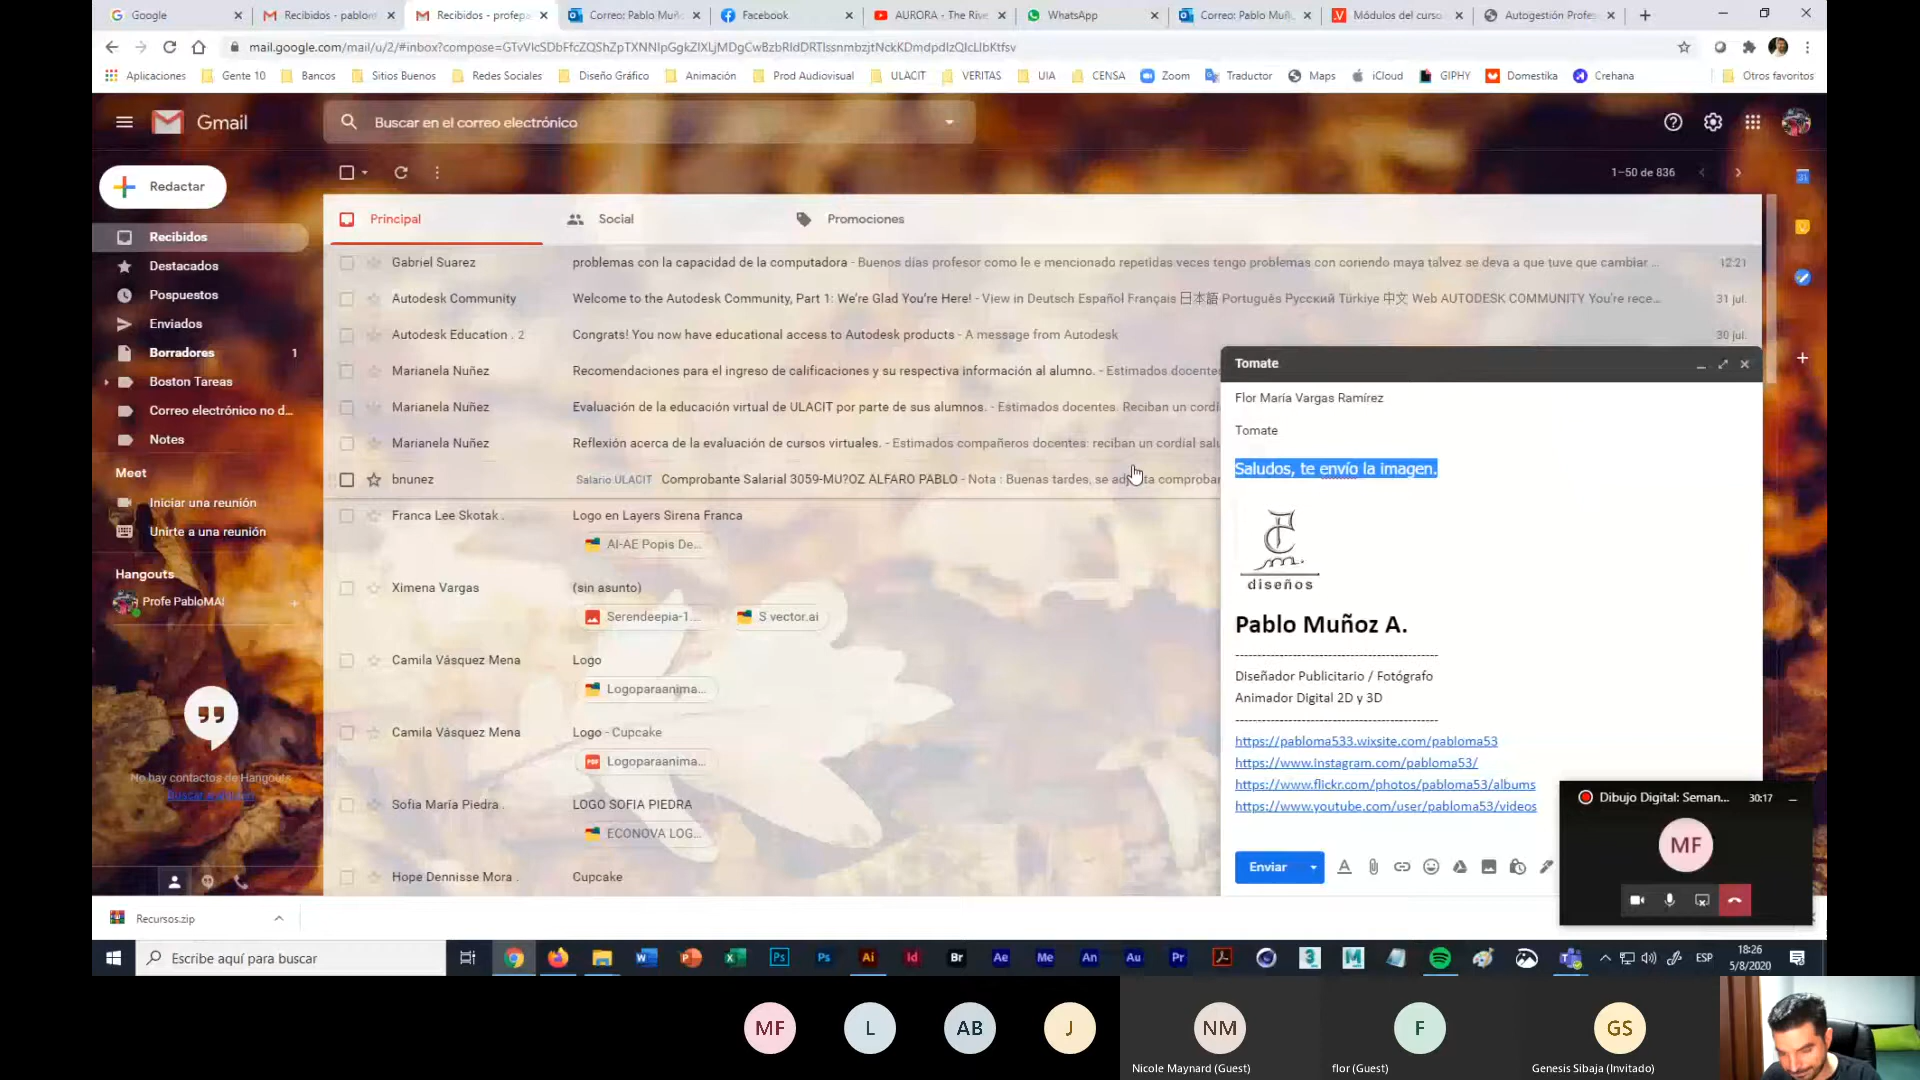 Google
Recibidos - pablom
Recibidos - profepa
Correo: Pablo Muñ
Facebook
AURORA - The Rive
WhatsApp
Correo: Pablo Muñ
Módulos del curso
Autogestión Profes
mail.google.com/mail/u/2/#inbox?compose=
Aplicaciones
Gente 10
Bancos
Sitios Buenos
Redes Sociales
Diseño Gráfico
Animación
Prod Audiovisual
ULACIT
VERITAS
UIA
CENSA
Zoom
Traductor
Maps
iCloud
GIPHY
Domestika
Crehana
Otros favoritos
Gmail
Buscar en el correo electrónico
Redactar
1–50 de 836
Principal
Social
Promociones
Recibidos
Destacados
Pospuestos
Enviados
Borradores 1
Boston Tareas
Correo electrónico no d...
Notes
Meet
Iniciar una reunión
Unirte a una reunión
Hangouts
Profe PabloMA!
No hay contactos de Hangouts
Gabriel Suarez problemas con la capacidad de la computadora - Buenos días profesor como le e mencionado repetidas veces tengo problemas con coriendo maya talvez se deva a que tuve que cambiar ... 12:21
Autodesk Community Welcome to the Autodesk Community, Part 1: We're Glad You're Here! - View in Deutsch Español Français 日本語 Português Русский Türkiye 中文 Web AUTODESK COMMUNITY You're rece... 31 jul.
Autodesk Education . 2 Congrats! You now have educational access to Autodesk products - A message from Autodesk 30 jul.
Marianela Nuñez Recomendaciones para el ingreso de calificaciones y su respectiva información al alumno. - Estimados docente
Marianela Nuñez Evaluación de la educación virtual de ULACIT por parte de sus alumnos. - Estimados docentes. Reciban un cordi
Marianela Nuñez Reflexión acerca de la evaluación de cursos virtuales. - Estimados compañeros docentes: reciban un cordial salu
bnunez Salario ULACIT Comprobante Salarial 3059-MU?OZ ALFARO PABLO - Nota : Buenas tardes, se adjunta comprobar
Franca Lee Skotak . Logo en Layers Sirena Franca
AI-AE Popis De...
Ximena Vargas (sin asunto)
Serendeepia-1... S vector.ai
Camila Vásquez Mena Logo
Logoparaanima...
Camila Vásquez Mena Logo - Cupcake
PDF Logoparaanima...
Sofia María Piedra . LOGO SOFIA PIEDRA
ECONOVA LOG...
Hope Dennisse Mora . Cupcake
Tomate
Flor María Vargas Ramírez
Tomate
Saludos, te envío la imagen.
diseños
Pablo Muñoz A.
----------------------------------------------
Diseñador Publicitario / Fotógrafo
Animador Digital 2D y 3D
----------------------------------------------
https://pabloma533.wixsite.com/pabloma53
https://www.instagram.com/pabloma53/
https://www.flickr.com/photos/pabloma53/albums
https://www.youtube.com/user/pabloma53/videos
Enviar
Dibujo Digital: Seman... 30:17
MF
Recursos.zip
Escribe aquí para buscar
Ps
Ps
Ai
Id
Br
Ae
Me
An
Au
Pr
ESP
18:26
5/8/2020
MF
L
AB
J
NM
F
GS
Nicole Maynard (Guest)
flor (Guest)
Genesis Sibaja (Invitado)